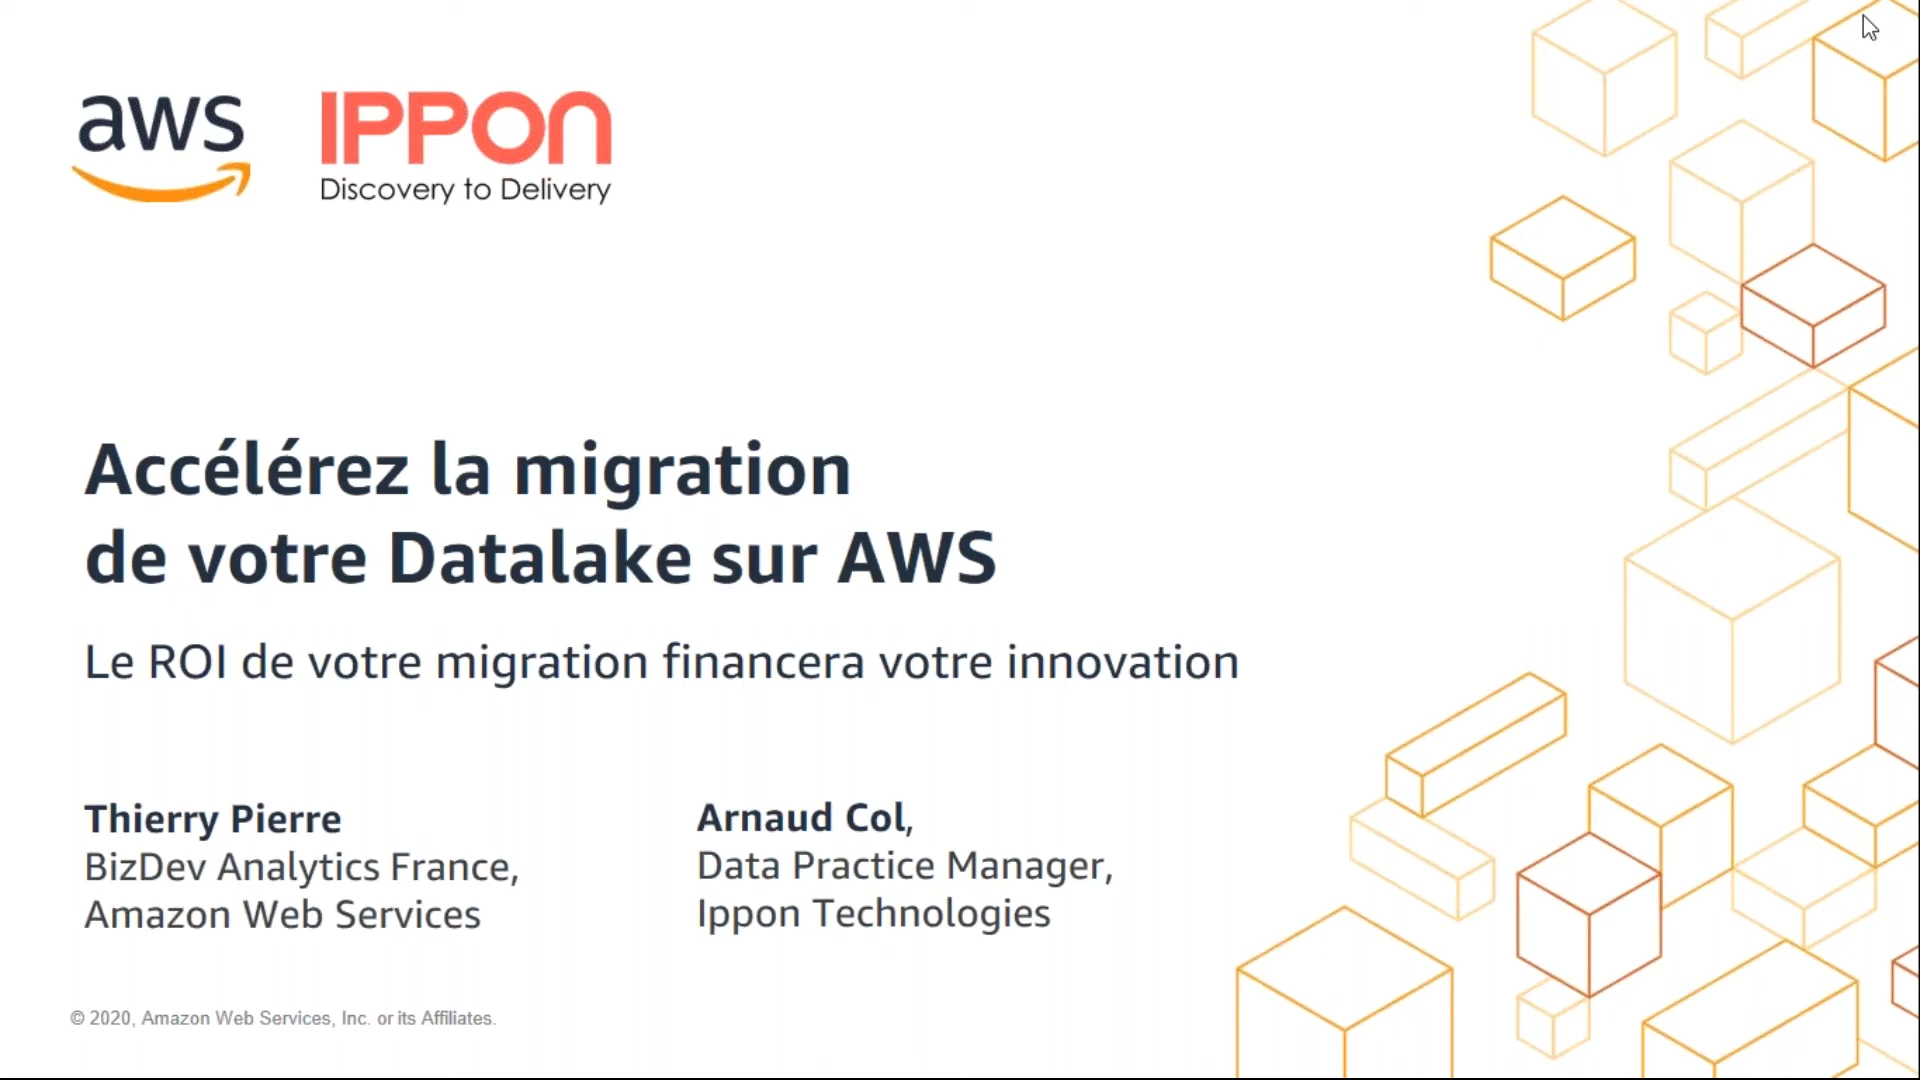 aws
IPPON
Discovery to Delivery
Accélérez la migration
de votre Datalake sur AWS
Le ROI de votre migration financera votre innovation
Thierry Pierre
BizDev Analytics France,
Amazon Web Services
Arnaud Col,
Data Practice Manager,
Ippon Technologies
© 2020, Amazon Web Services, Inc. or its Affiliates.